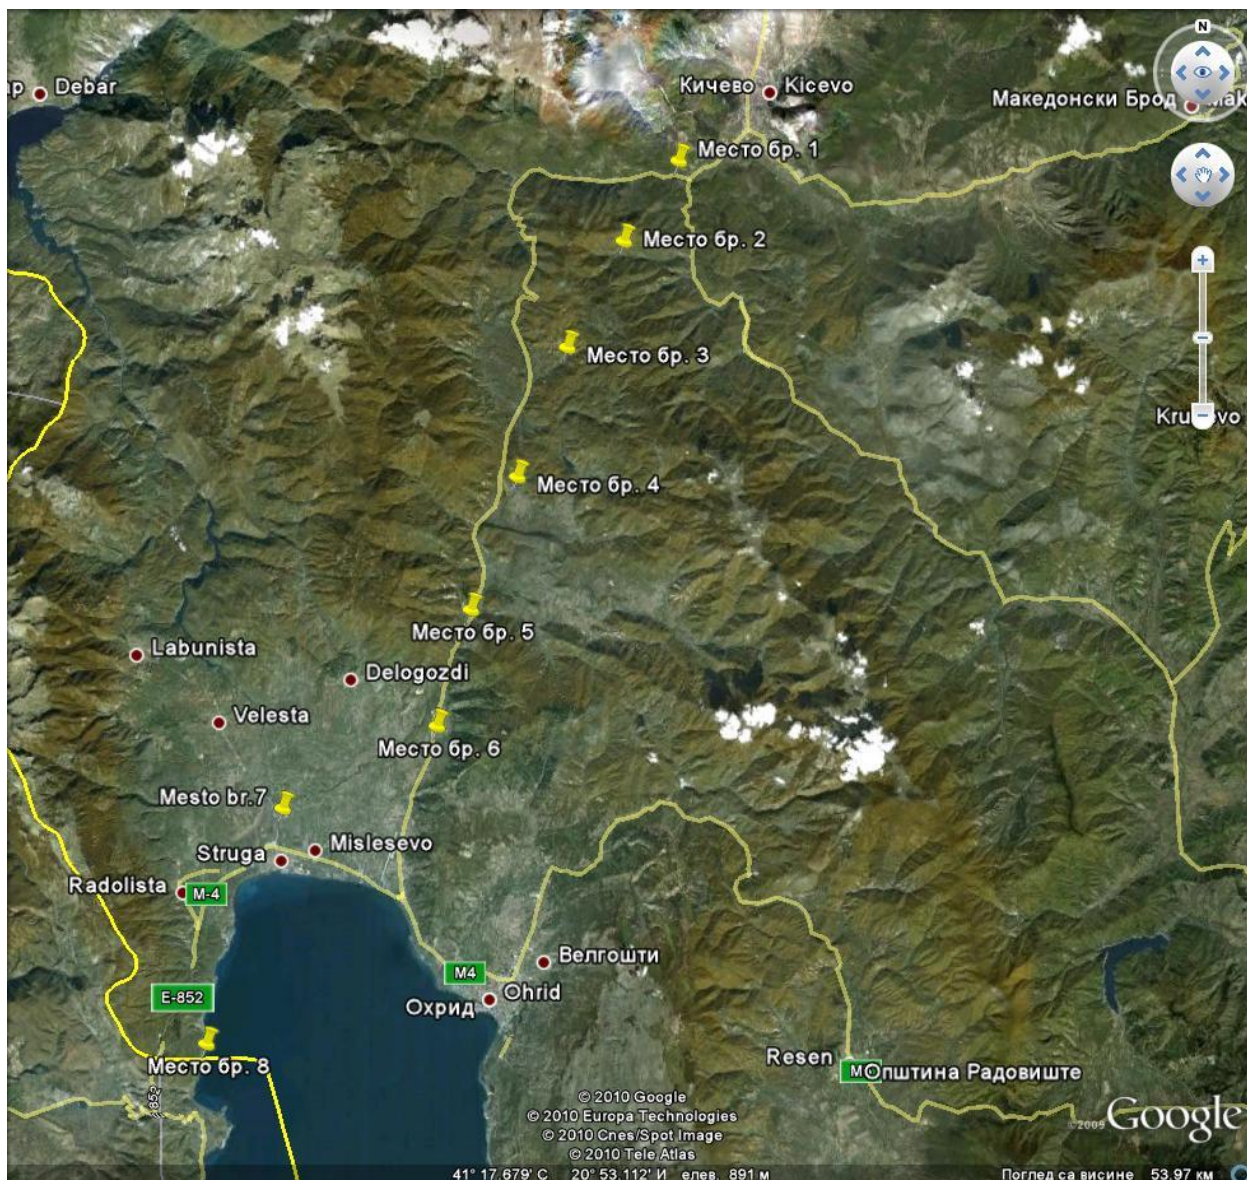 N
Debar
Кичево
Kicevo
Македонски Брод
Место бр. 1
Место бр. 2
Место бр. 3
Место бр. 4
Место бр. 5
Labunista
Delogozdi
Velesta
Место бр. 6
Mesto br.7
Mislesevo
Struga
Radolista
M-4
Велгошти
M4
E-852
Ohrid
Охрид
Место бр. 8
Resen
Општина Радовиште
852
© 2010 Google
© 2010 Europa Technologies
© 2010 Cnes/Spot Image
© 2010 Tele Atlas
©2009 Google
41° 17.679' С 20° 53.112' И елев. 891 м
Поглед са висине 53.97 км